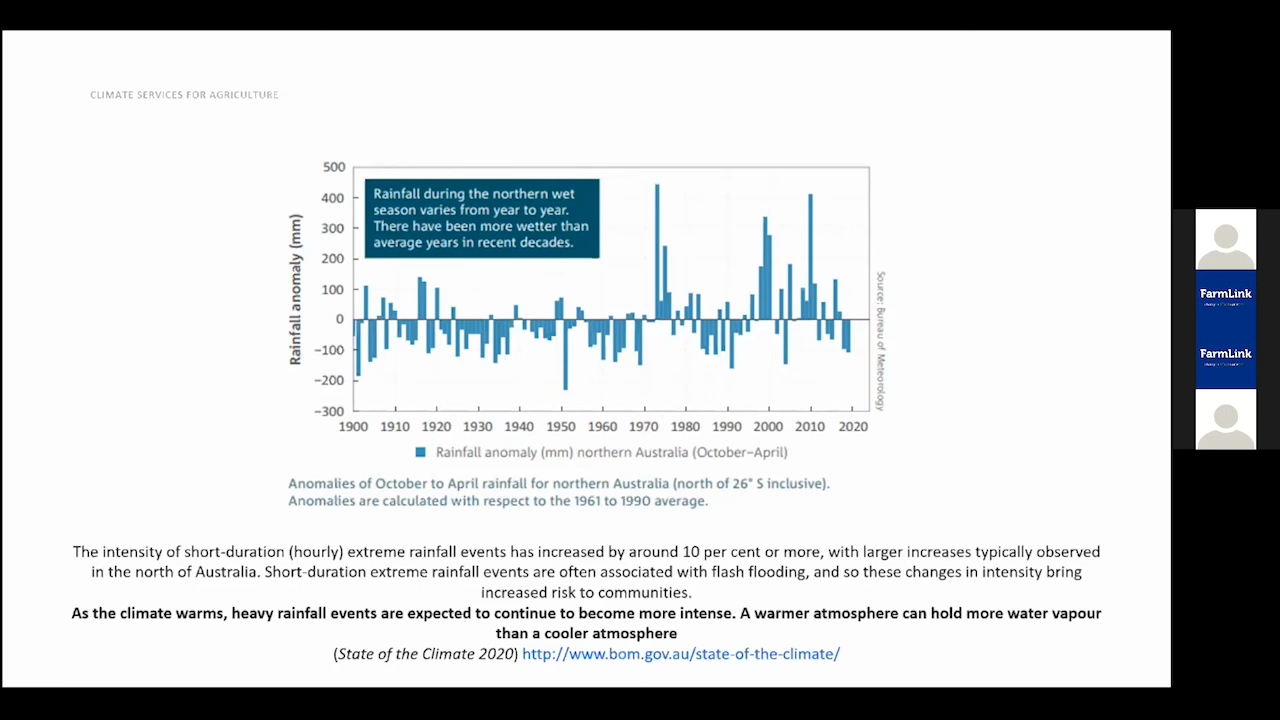 CLIMATE SERVICES FOR AGRICULTURE
500
400
300
200
100
0
−100
−200
−300
Rainfall anomaly (mm)
Rainfall during the northern wet
season varies from year to year.
There have been more wetter than
average years in recent decades.
Source: Bureau of Meteorology
1900 1910 1920 1930 1940 1950 1960 1970 1980 1990 2000 2010 2020
Rainfall anomaly (mm) northern Australia (October–April)
Anomalies of October to April rainfall for northern Australia (north of 26° S inclusive).
Anomalies are calculated with respect to the 1961 to 1990 average.
The intensity of short-duration (hourly) extreme rainfall events has increased by around 10 per cent or more, with larger increases typically observed
in the north of Australia. Short-duration extreme rainfall events are often associated with flash flooding, and so these changes in intensity bring
increased risk to communities.
As the climate warms, heavy rainfall events are expected to continue to become more intense. A warmer atmosphere can hold more water vapour
than a cooler atmosphere
(State of the Climate 2020) http://www.bom.gov.au/state-of-the-climate/
FarmLink
FarmLink